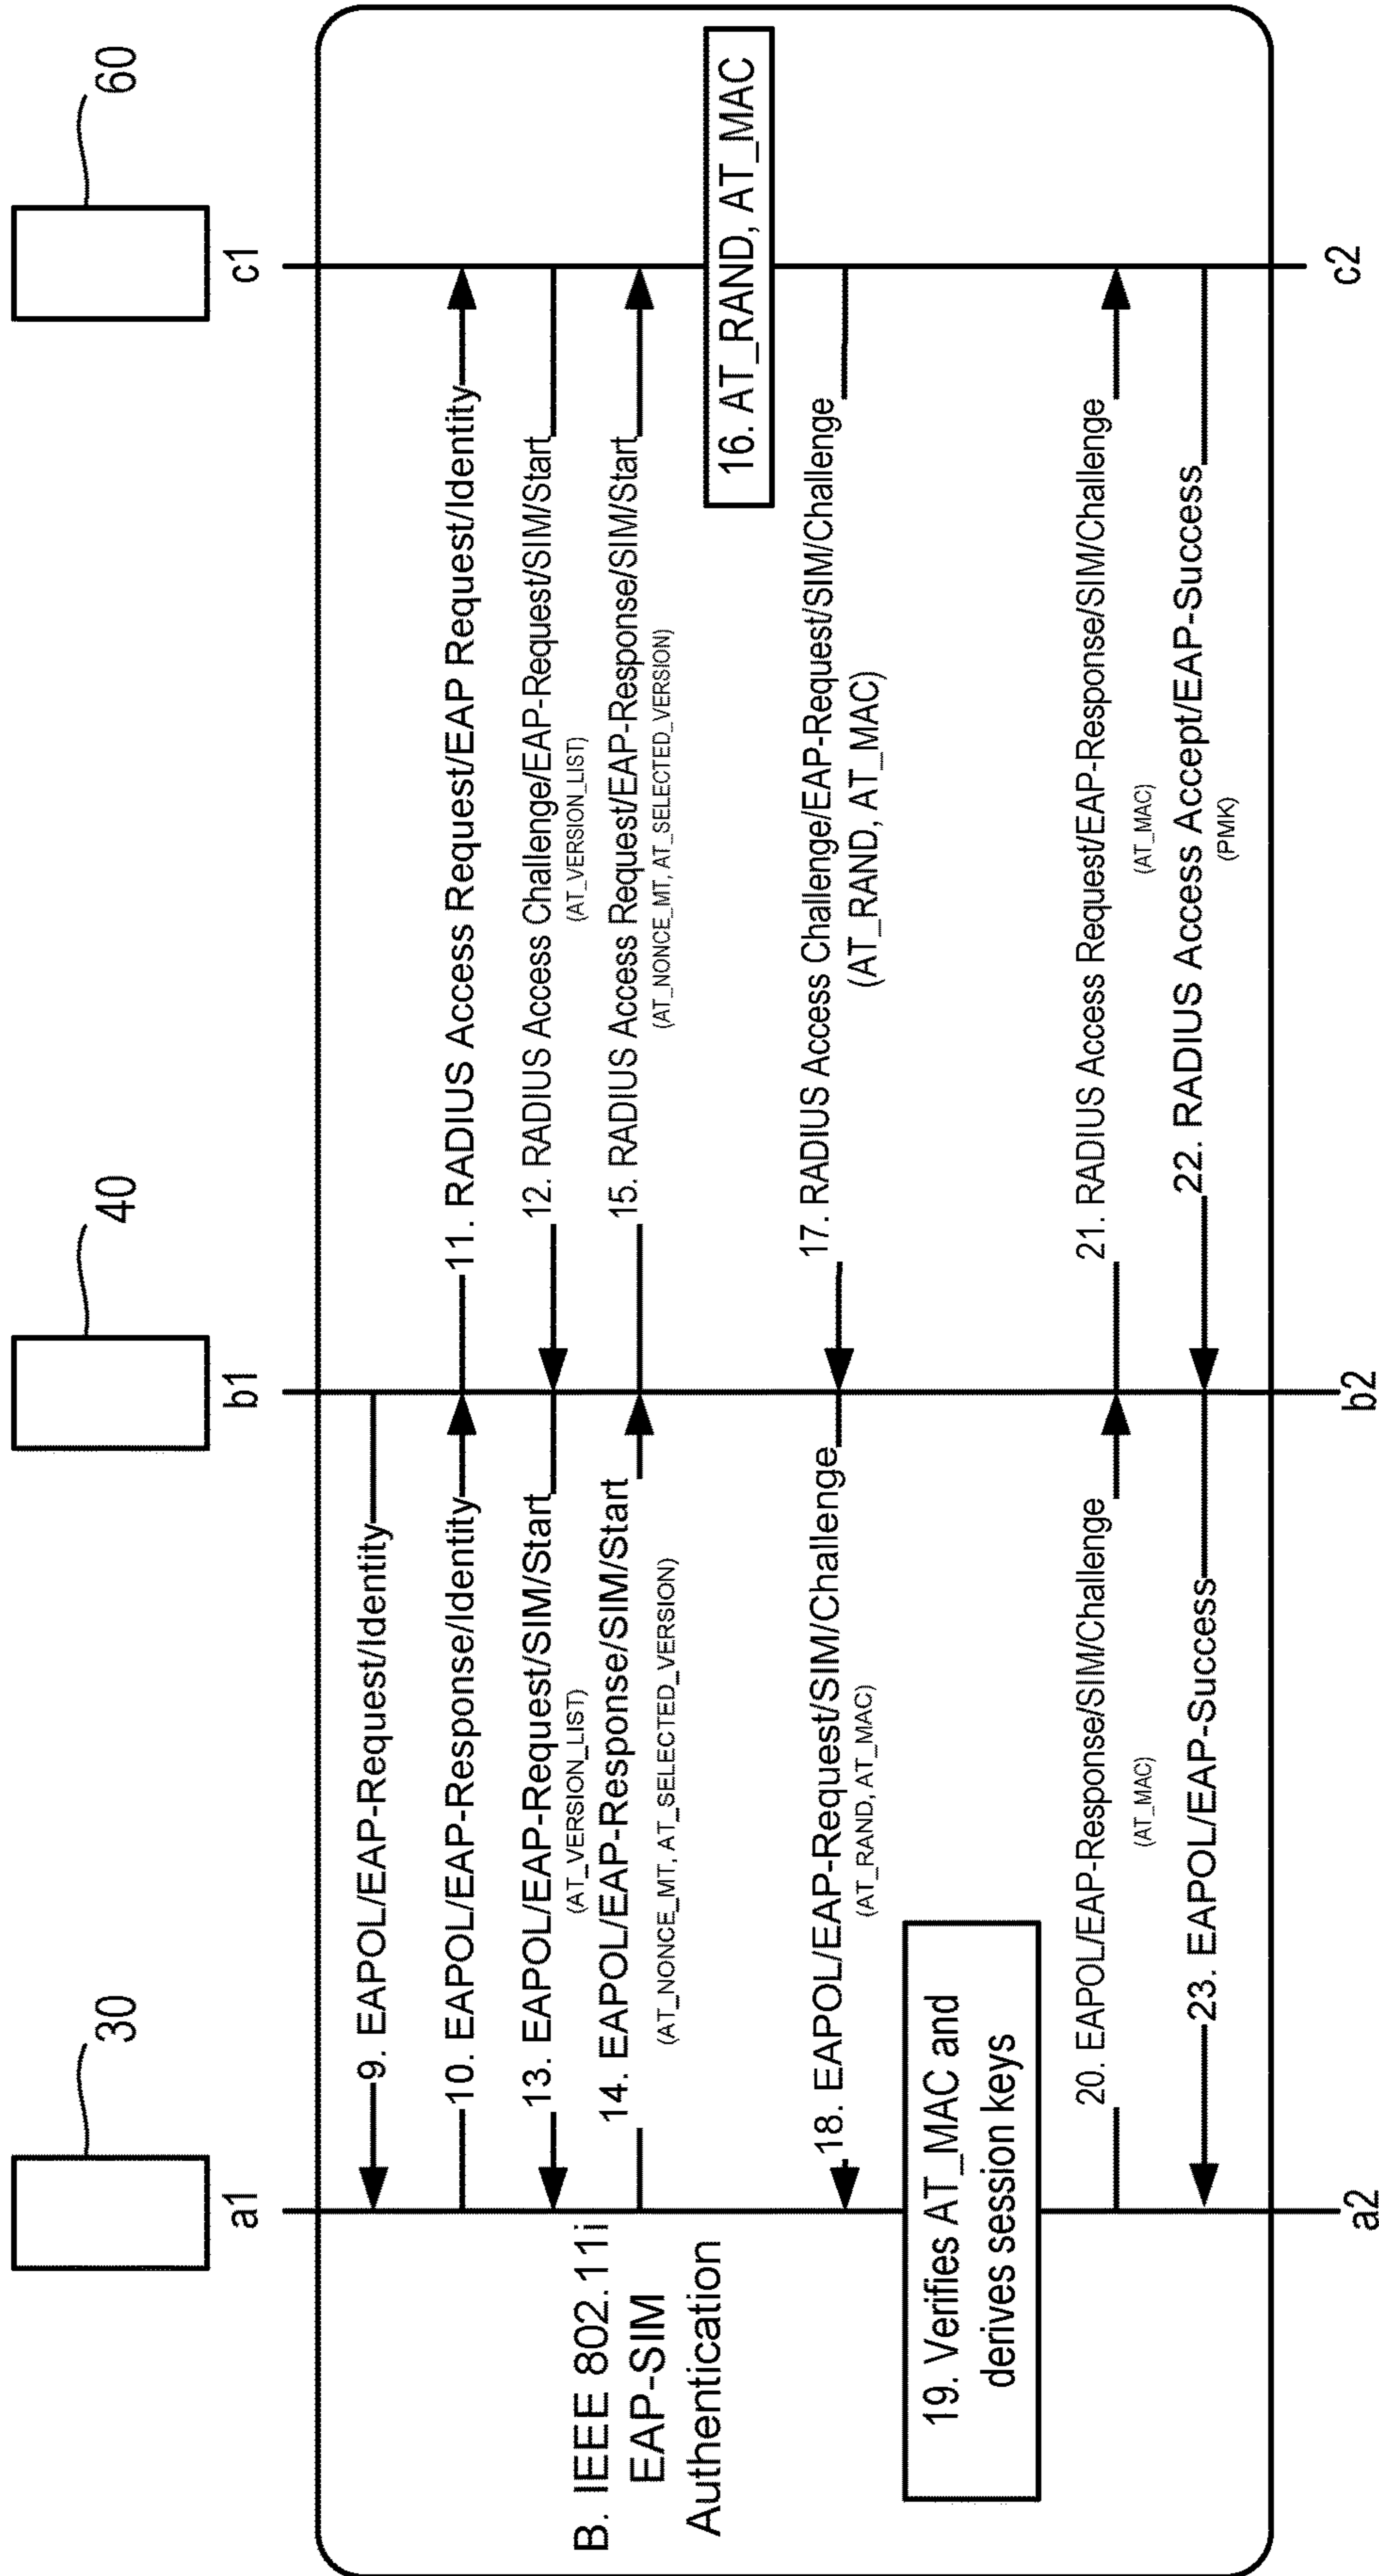 30
40
60
a1
b1
c1
9. EAPOL/EAP-Request/Identity
10. EAPOL/EAP-Response/Identity
11. RADIUS Access Request/EAP Request/Identity
13. EAPOL/EAP-Request/SIM/Start
(AT_VERSION_LIST)
12. RADIUS Access Challenge/EAP-Request/SIM/Start
(AT_VERSION_LIST)
B. IEEE 802.11i
EAP-SIM
Authentication
14. EAPOL/EAP-Response/SIM/Start
(AT_NONCE_MT, AT_SELECTED_VERSION)
15. RADIUS Access Request/EAP-Response/SIM/Start
(AT_NONCE_MT, AT_SELECTED_VERSION)
16. AT_RAND, AT_MAC
18. EAPOL/EAP-Request/SIM/Challenge
(AT_RAND, AT_MAC)
17. RADIUS Access Challenge/EAP-Request/SIM/Challenge
(AT_RAND, AT_MAC)
19. Verifies AT_MAC and
derives session keys
20. EAPOL/EAP-Response/SIM/Challenge
(AT_MAC)
21. RADIUS Access Request/EAP-Response/SIM/Challenge
(AT_MAC)
23. EAPOL/EAP-Success
22. RADIUS Access Accept/EAP-Success
(PMK)
a2
b2
c2